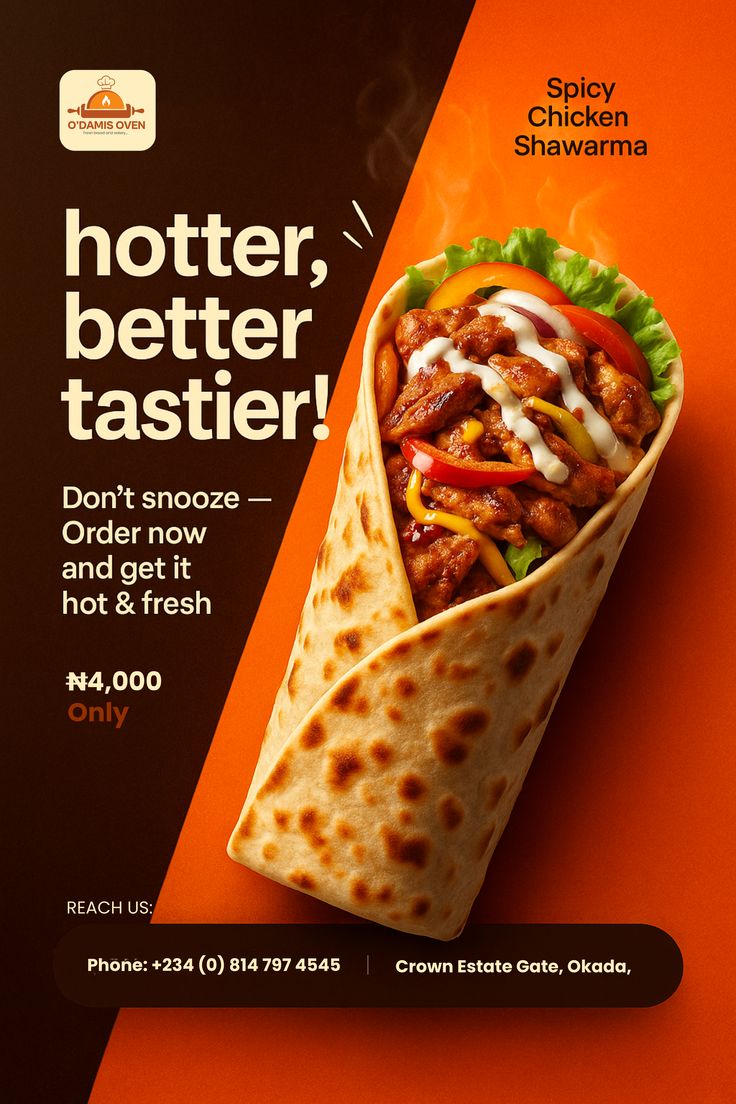 O'DAMIS OVEN
Spicy
Chicken
Shawarma
hotter,
better
tastier!
Don't snooze —
Order now
and get it
hot & fresh
₦4,000
Only
REACH US:
Phone: +234 (0) 814 797 4545 | Crown Estate Gate, Okada,